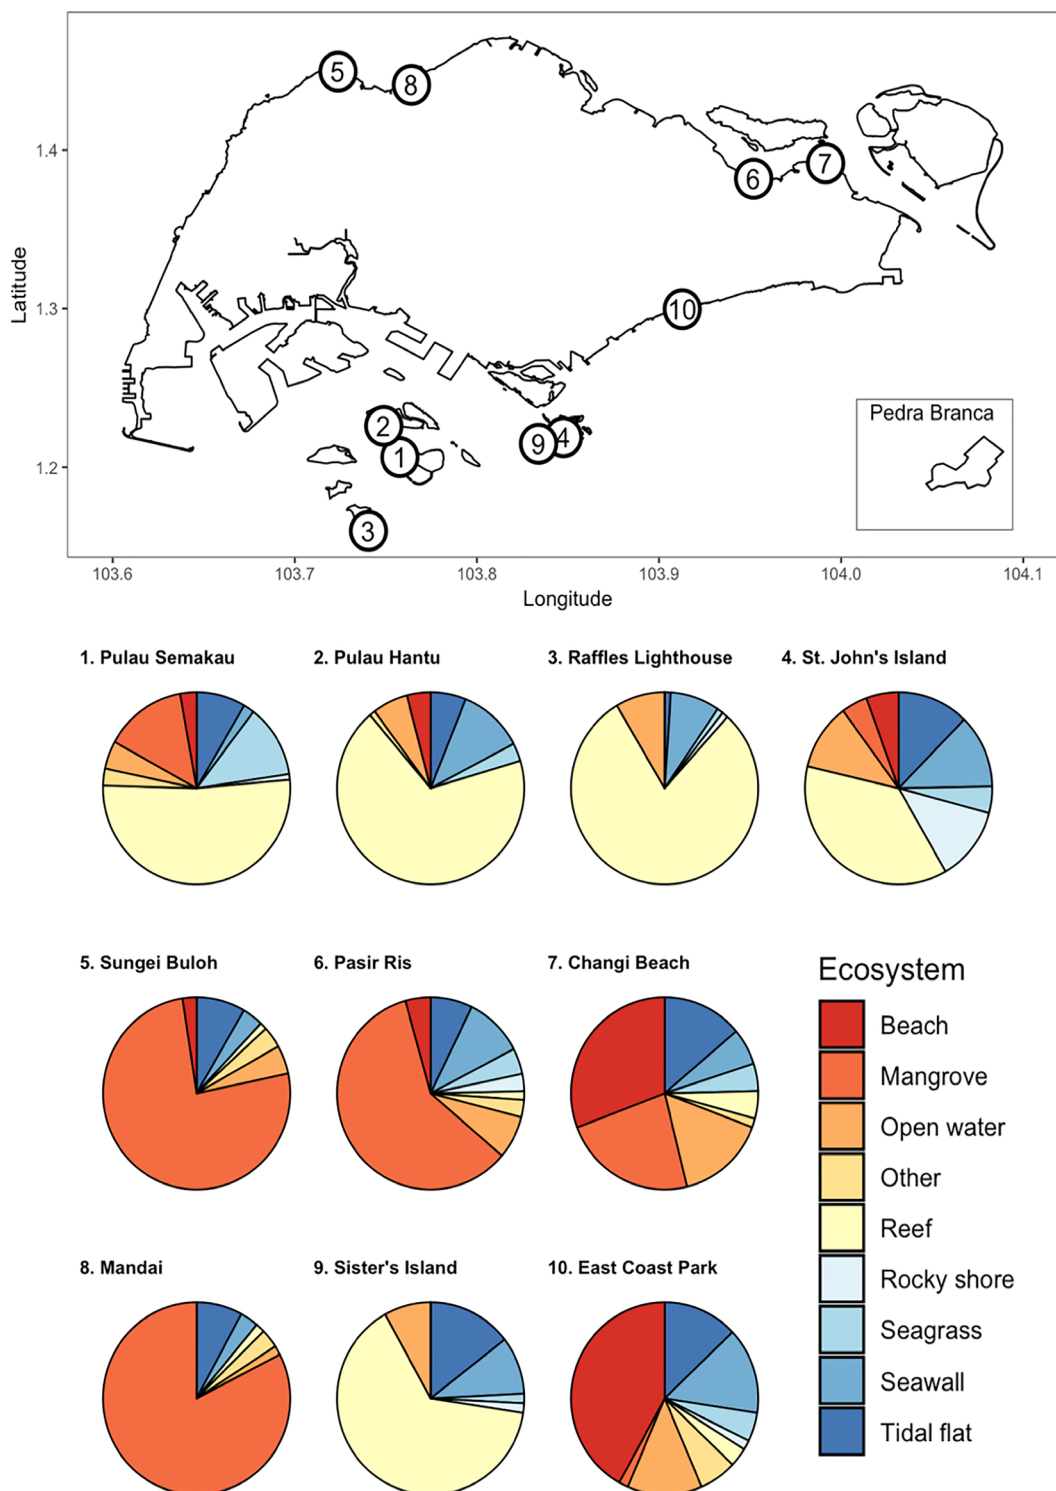 5
8
1.4
7
6
Latitude
1.3
10
Pedra Branca
2
9
4
1
1.2
3
103.6
103.7
103.8
103.9
104.0
104.1
Longitude
1. Pulau Semakau
2. Pulau Hantu
3. Raffles Lighthouse
4. St. John's Island
5. Sungei Buloh
6. Pasir Ris
7. Changi Beach
8. Mandai
9. Sister's Island
10. East Coast Park
Ecosystem
Beach
Mangrove
Open water
Other
Reef
Rocky shore
Seagrass
Seawall
Tidal flat